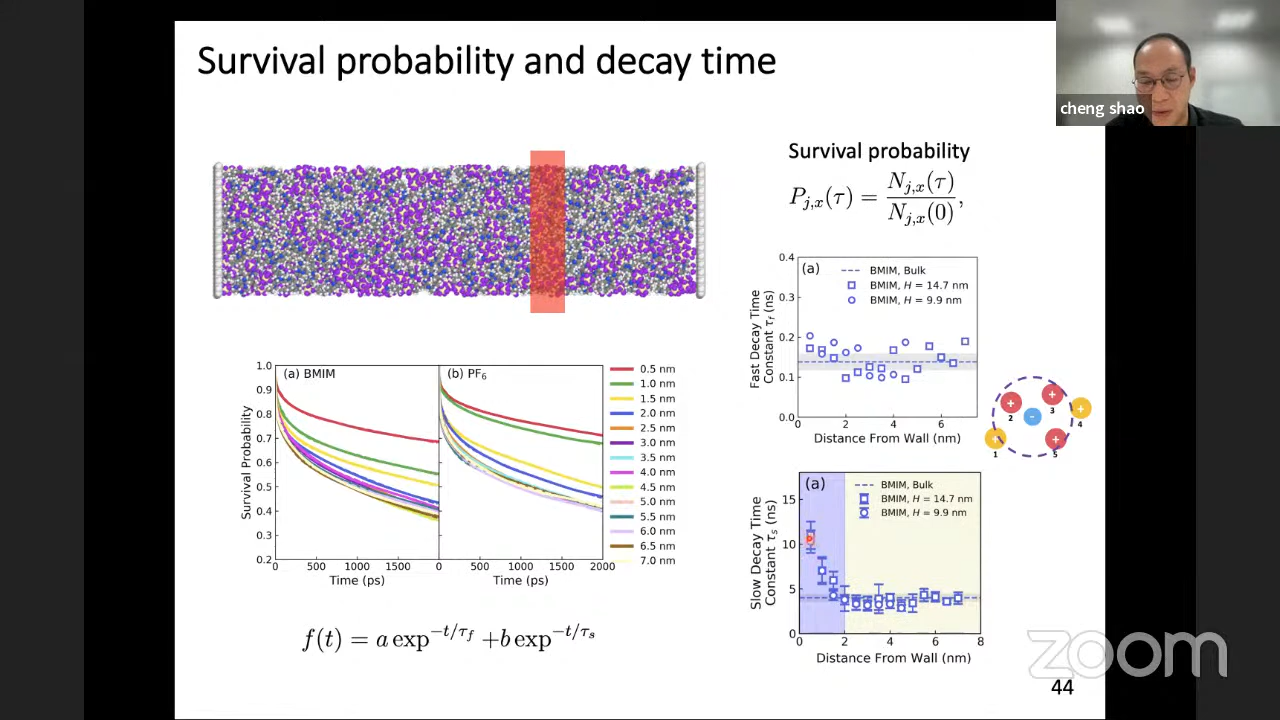 Survival probability and decay time
cheng shao
Survival probability
P_{j,x}(τ) = N_{j,x}(τ) / N_{j,x}(0),
(a) BMIM
(b) PF6
Survival Probability
1.0
0.9
0.8
0.7
0.6
0.5
0.4
0.3
0.2
0 500 1000 1500 0 500 1000 1500 2000
Time (ps) Time (ps)
0.5 nm
1.0 nm
1.5 nm
2.0 nm
2.5 nm
3.0 nm
3.5 nm
4.0 nm
4.5 nm
5.0 nm
5.5 nm
6.0 nm
6.5 nm
7.0 nm
f(t) = a exp^{-t/τ_f} + b exp^{-t/τ_s}
(a)
BMIM, Bulk
BMIM, H = 14.7 nm
BMIM, H = 9.9 nm
Fast Decay Time
Constant τf (ns)
0.4
0.3
0.2
0.1
0.0
0 2 4 6
Distance From Wall (nm)
+ + - + + +
1 2 3 4 5
(a)
BMIM, Bulk
BMIM, H = 14.7 nm
BMIM, H = 9.9 nm
Slow Decay Time
Constant τs (ns)
15
10
5
0
0 2 4 6 8
Distance From Wall (nm)
zoom
44